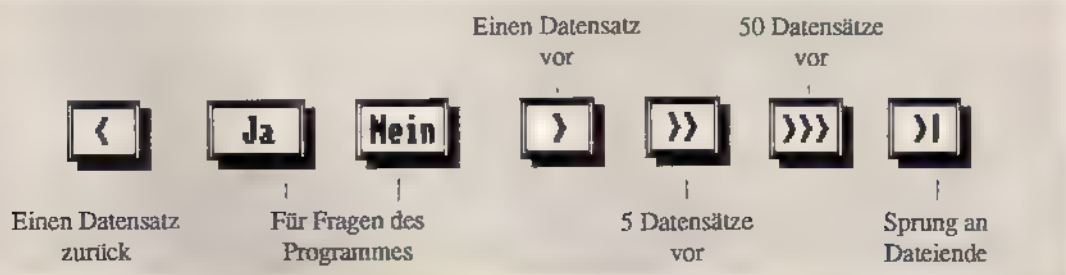 Einen Datensatz
vor
50 Datensätze
vor
<
Ja
Nein
>
>>
>>>
>|
Einen Datensatz
zurück
Für Fragen des
Programmes
5 Datensätze
vor
Sprung an
Dateiende